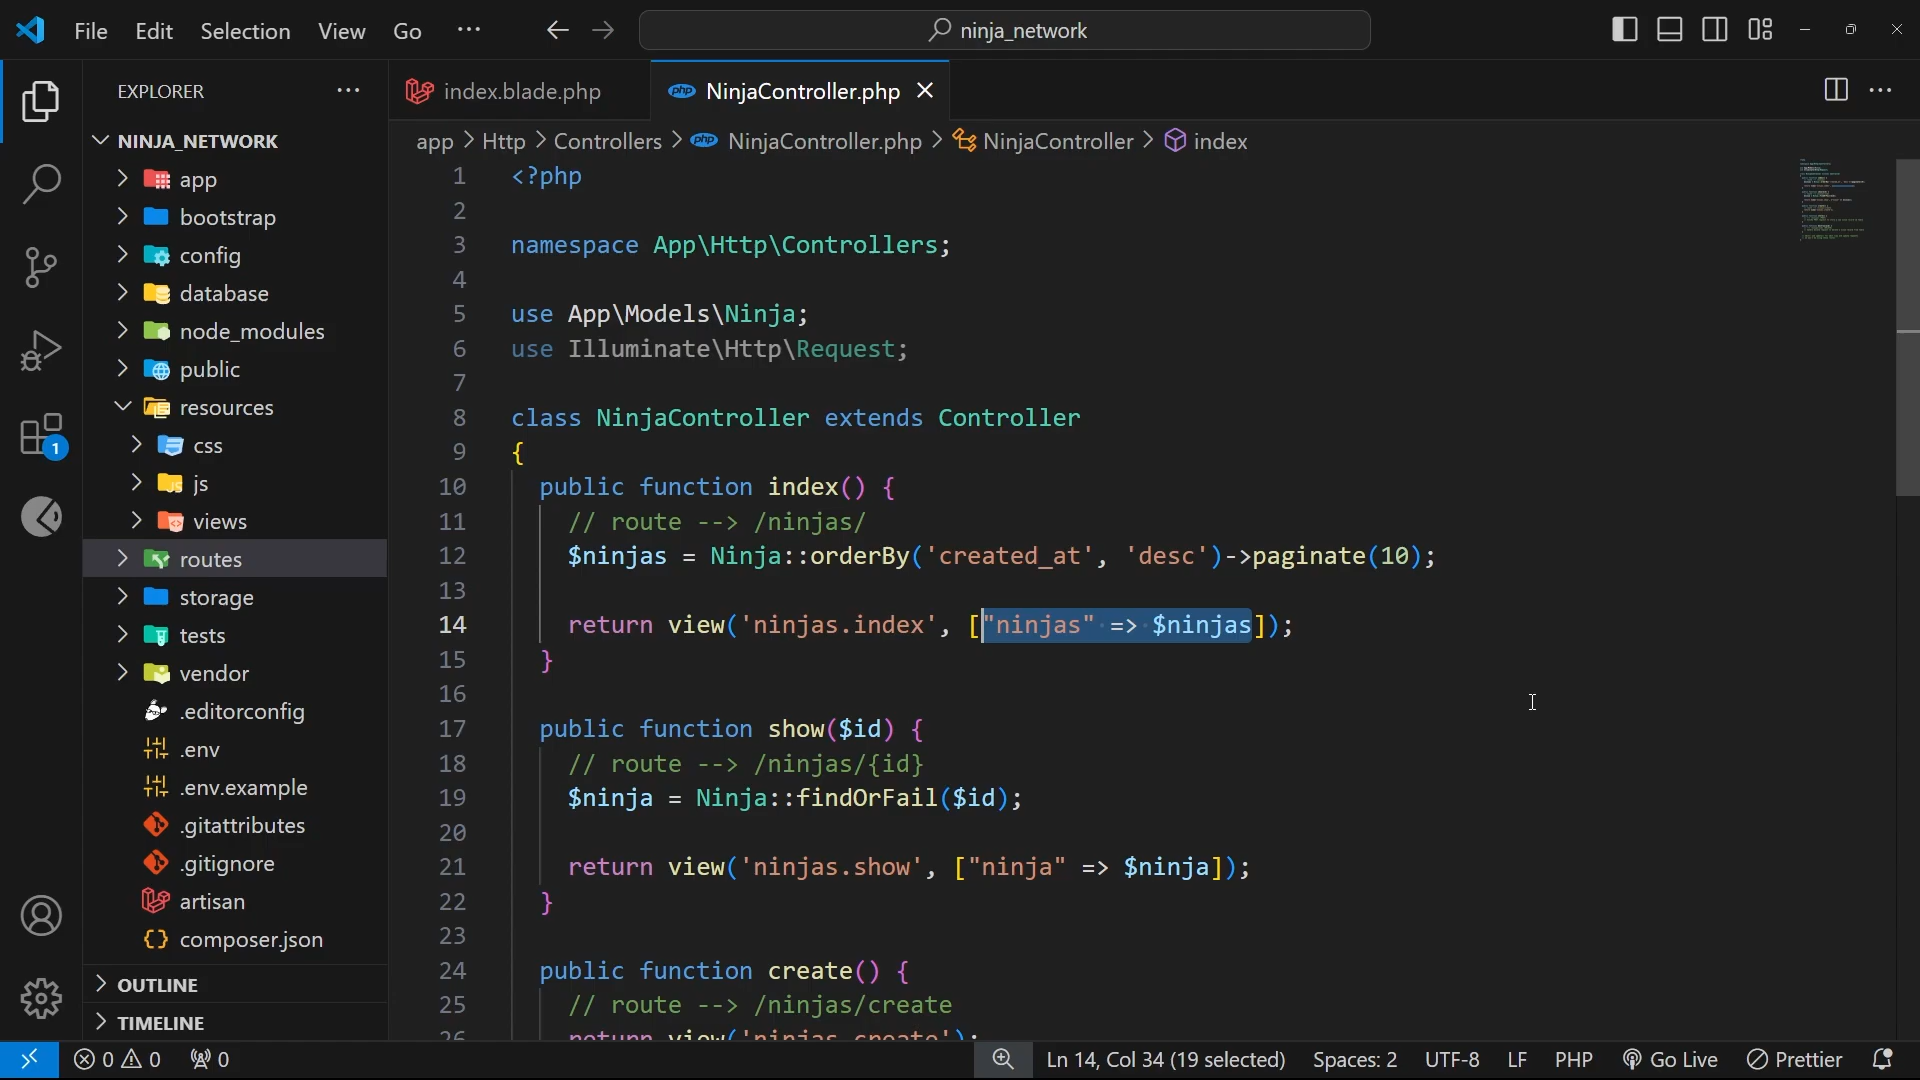 File Edit Selection View Go ··· ninja_network
EXPLORER
index.blade.php NinjaController.php
NINJA_NETWORK
app > Http > Controllers > NinjaController.php > NinjaController > index
app
bootstrap
config
database
node_modules
public
resources
css
js
views
routes
storage
tests
vendor
.editorconfig
.env
.env.example
.gitattributes
.gitignore
artisan
composer.json
OUTLINE
TIMELINE
1
1 <?php
2
3 namespace App\Http\Controllers;
4
5 use App\Models\Ninja;
6 use Illuminate\Http\Request;
7
8 class NinjaController extends Controller
9 {
10 public function index() {
11 // route --> /ninjas/
12 $ninjas = Ninja::orderBy('created_at', 'desc')->paginate(10);
13
14 return view('ninjas.index', ["ninjas" => $ninjas]);
15 }
16
17 public function show($id) {
18 // route --> /ninjas/{id}
19 $ninja = Ninja::findOrFail($id);
20
21 return view('ninjas.show', ["ninja" => $ninja]);
22 }
23
24 public function create() {
25 // route --> /ninjas/create
26 return view('ninjas.create');
0 0 0 Ln 14, Col 34 (19 selected) Spaces: 2 UTF-8 LF PHP Go Live Prettier